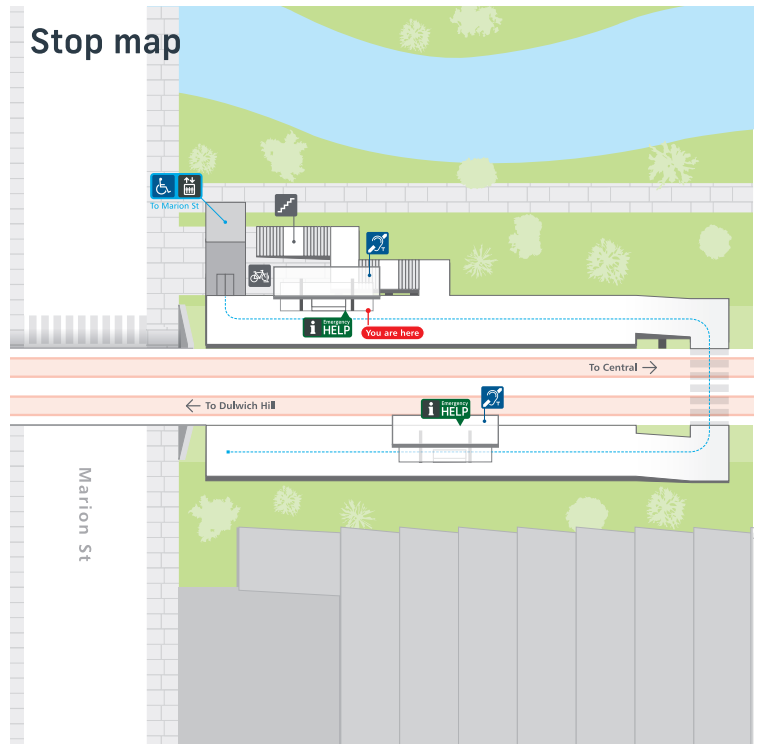 Stop map
To Marion St
Emergency
HELP
You are here
To Central
To Dulwich Hill
Emergency
HELP
Marion St